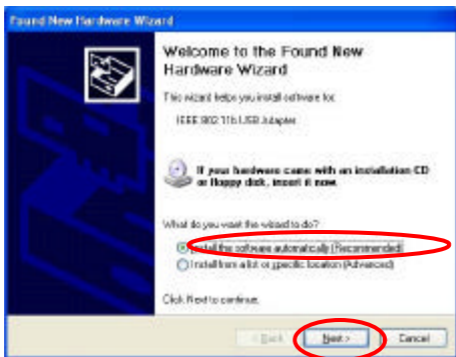 Found New Hardware Wizard
Welcome to the Found New
Hardware Wizard
This wizard helps you install software for:
IEEE 802.11b USB Adapter
If your hardware came with an installation CD
or floppy disk, insert it now.
What do you want the wizard to do?
Install the software automatically (Recommended)
Install from a list or specific location (Advanced)
Click Next to continue.
< Back
Next >
Cancel